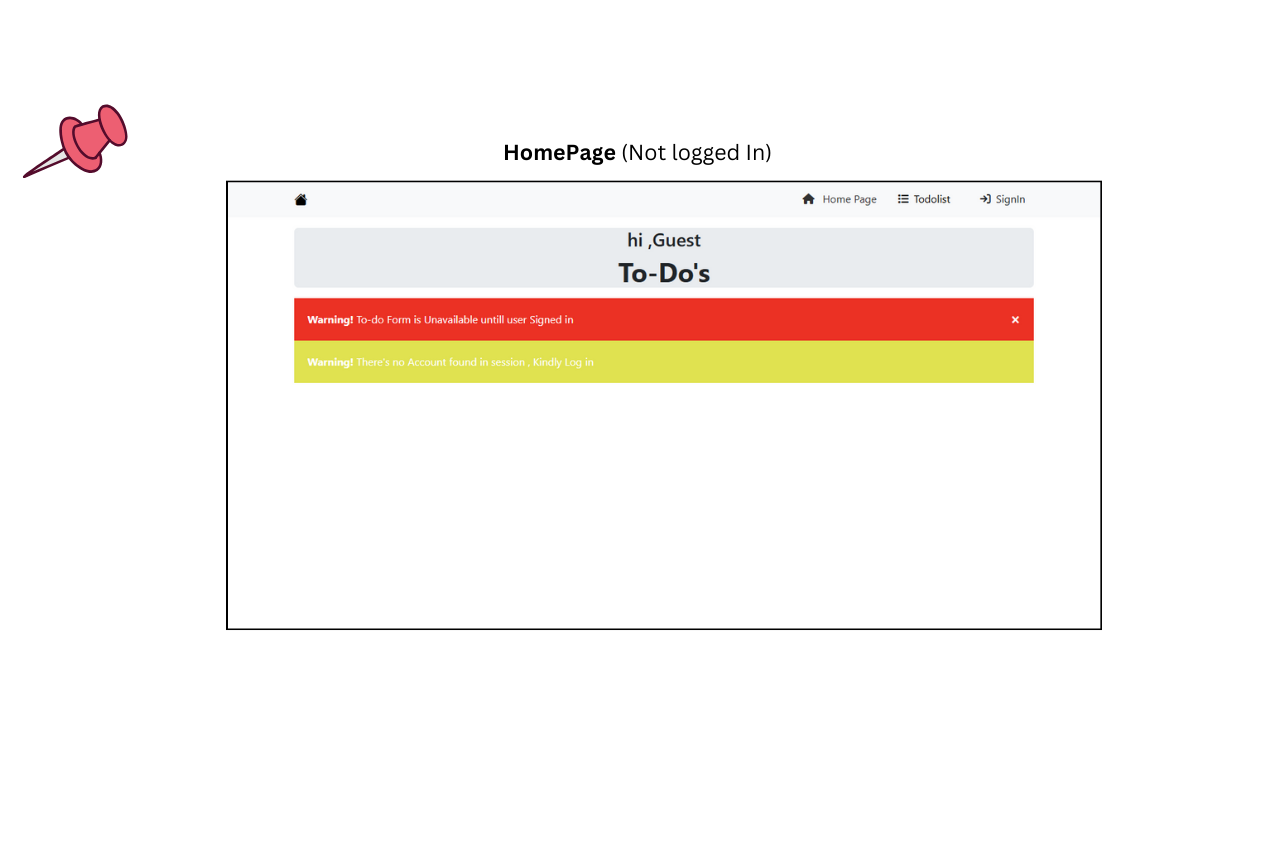 HomePage (Not logged In)
Home Page Todolist SignIn
hi ,Guest
To-Do's
Warning! To-do Form is Unavailable untill user Signed in ×
Warning! There's no Account found in session , Kindly Log in